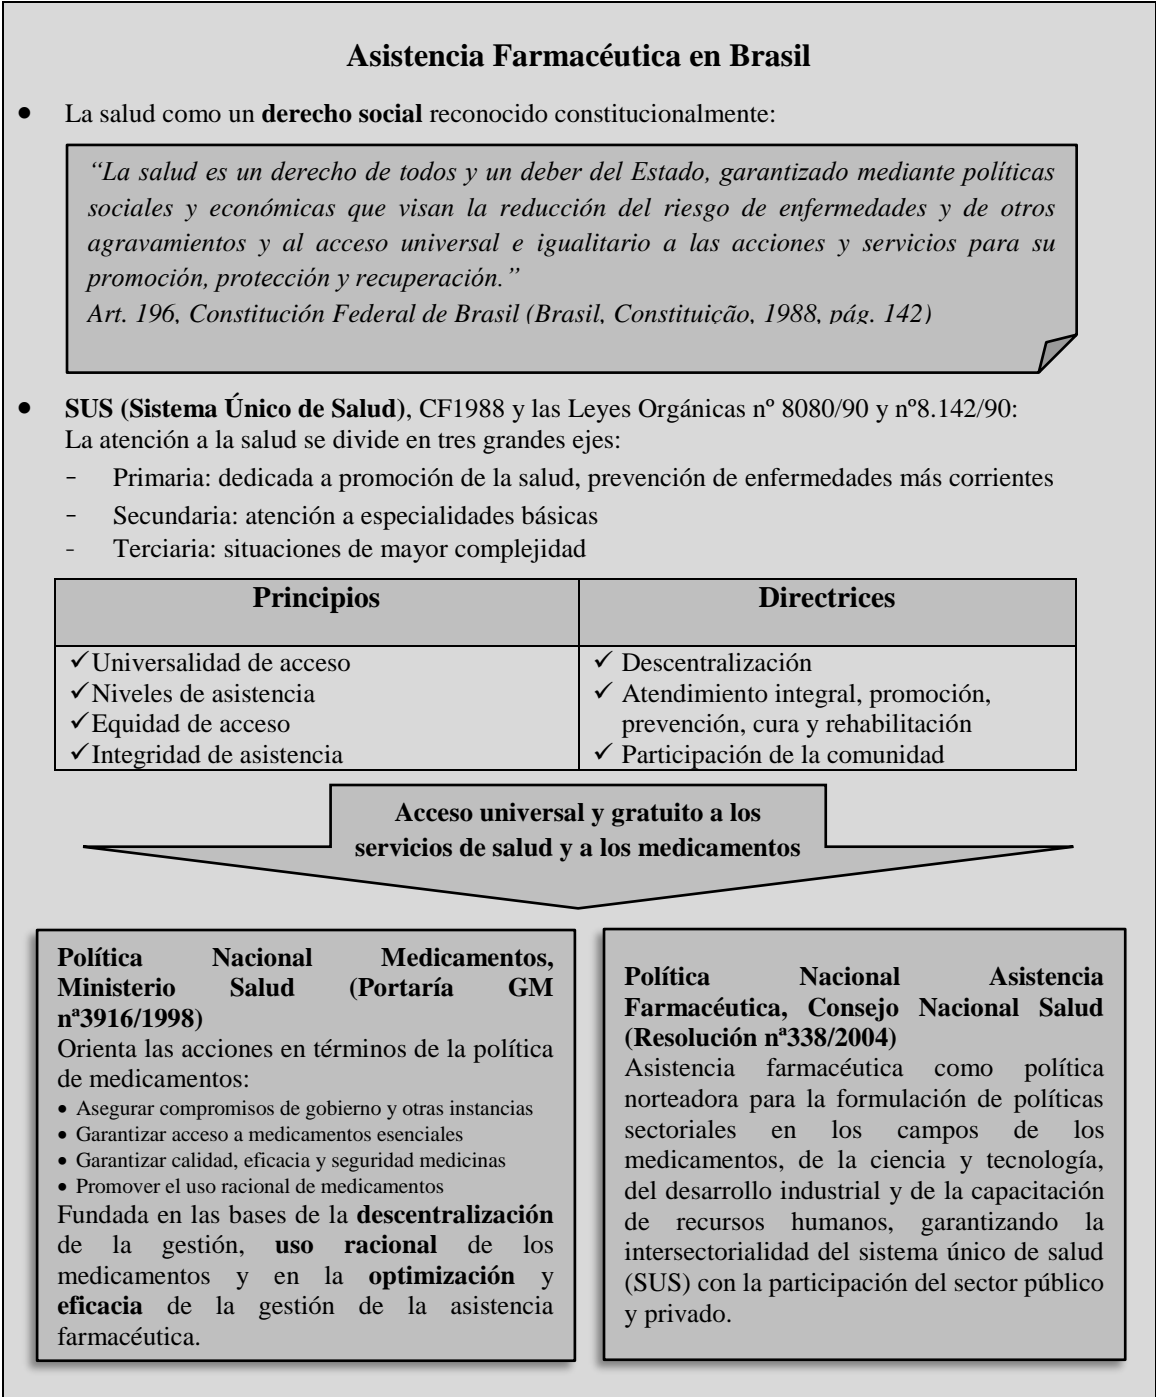 Asistencia Farmacéutica en Brasil
• La salud como un derecho social reconocido constitucionalmente:
“La salud es un derecho de todos y un deber del Estado, garantizado mediante políticas
sociales y económicas que visan la reducción del riesgo de enfermedades y de otros
agravamientos y al acceso universal e igualitario a las acciones y servicios para su
promoción, protección y recuperación.”
Art. 196, Constitución Federal de Brasil (Brasil, Constituição, 1988, pág. 142)
• SUS (Sistema Único de Salud), CF1988 y las Leyes Orgánicas nº 8080/90 y nº8.142/90:
La atención a la salud se divide en tres grandes ejes:
- Primaria: dedicada a promoción de la salud, prevención de enfermedades más corrientes
- Secundaria: atención a especialidades básicas
- Terciaria: situaciones de mayor complejidad
Principios
✓Universalidad de acceso
✓Niveles de asistencia
✓Equidad de acceso
✓Integridad de asistencia
Directrices
✓ Descentralización
✓ Atendimiento integral, promoción,
prevención, cura y rehabilitación
✓ Participación de la comunidad
Acceso universal y gratuito a los
servicios de salud y a los medicamentos
Política Nacional Medicamentos,
Ministerio Salud (Portaría GM
nª3916/1998)
Orienta las acciones en términos de la política
de medicamentos:
• Asegurar compromisos de gobierno y otras instancias
• Garantizar acceso a medicamentos esenciales
• Garantizar calidad, eficacia y seguridad medicinas
• Promover el uso racional de medicamentos
Fundada en las bases de la descentralización
de la gestión, uso racional de los
medicamentos y en la optimización y
eficacia de la gestión de la asistencia
farmacéutica.
Política Nacional Asistencia
Farmacéutica, Consejo Nacional Salud
(Resolución nª338/2004)
Asistencia farmacéutica como política
norteadora para la formulación de políticas
sectoriales en los campos de los
medicamentos, de la ciencia y tecnología,
del desarrollo industrial y de la capacitación
de recursos humanos, garantizando la
intersectorialidad del sistema único de salud
(SUS) con la participación del sector público
y privado.